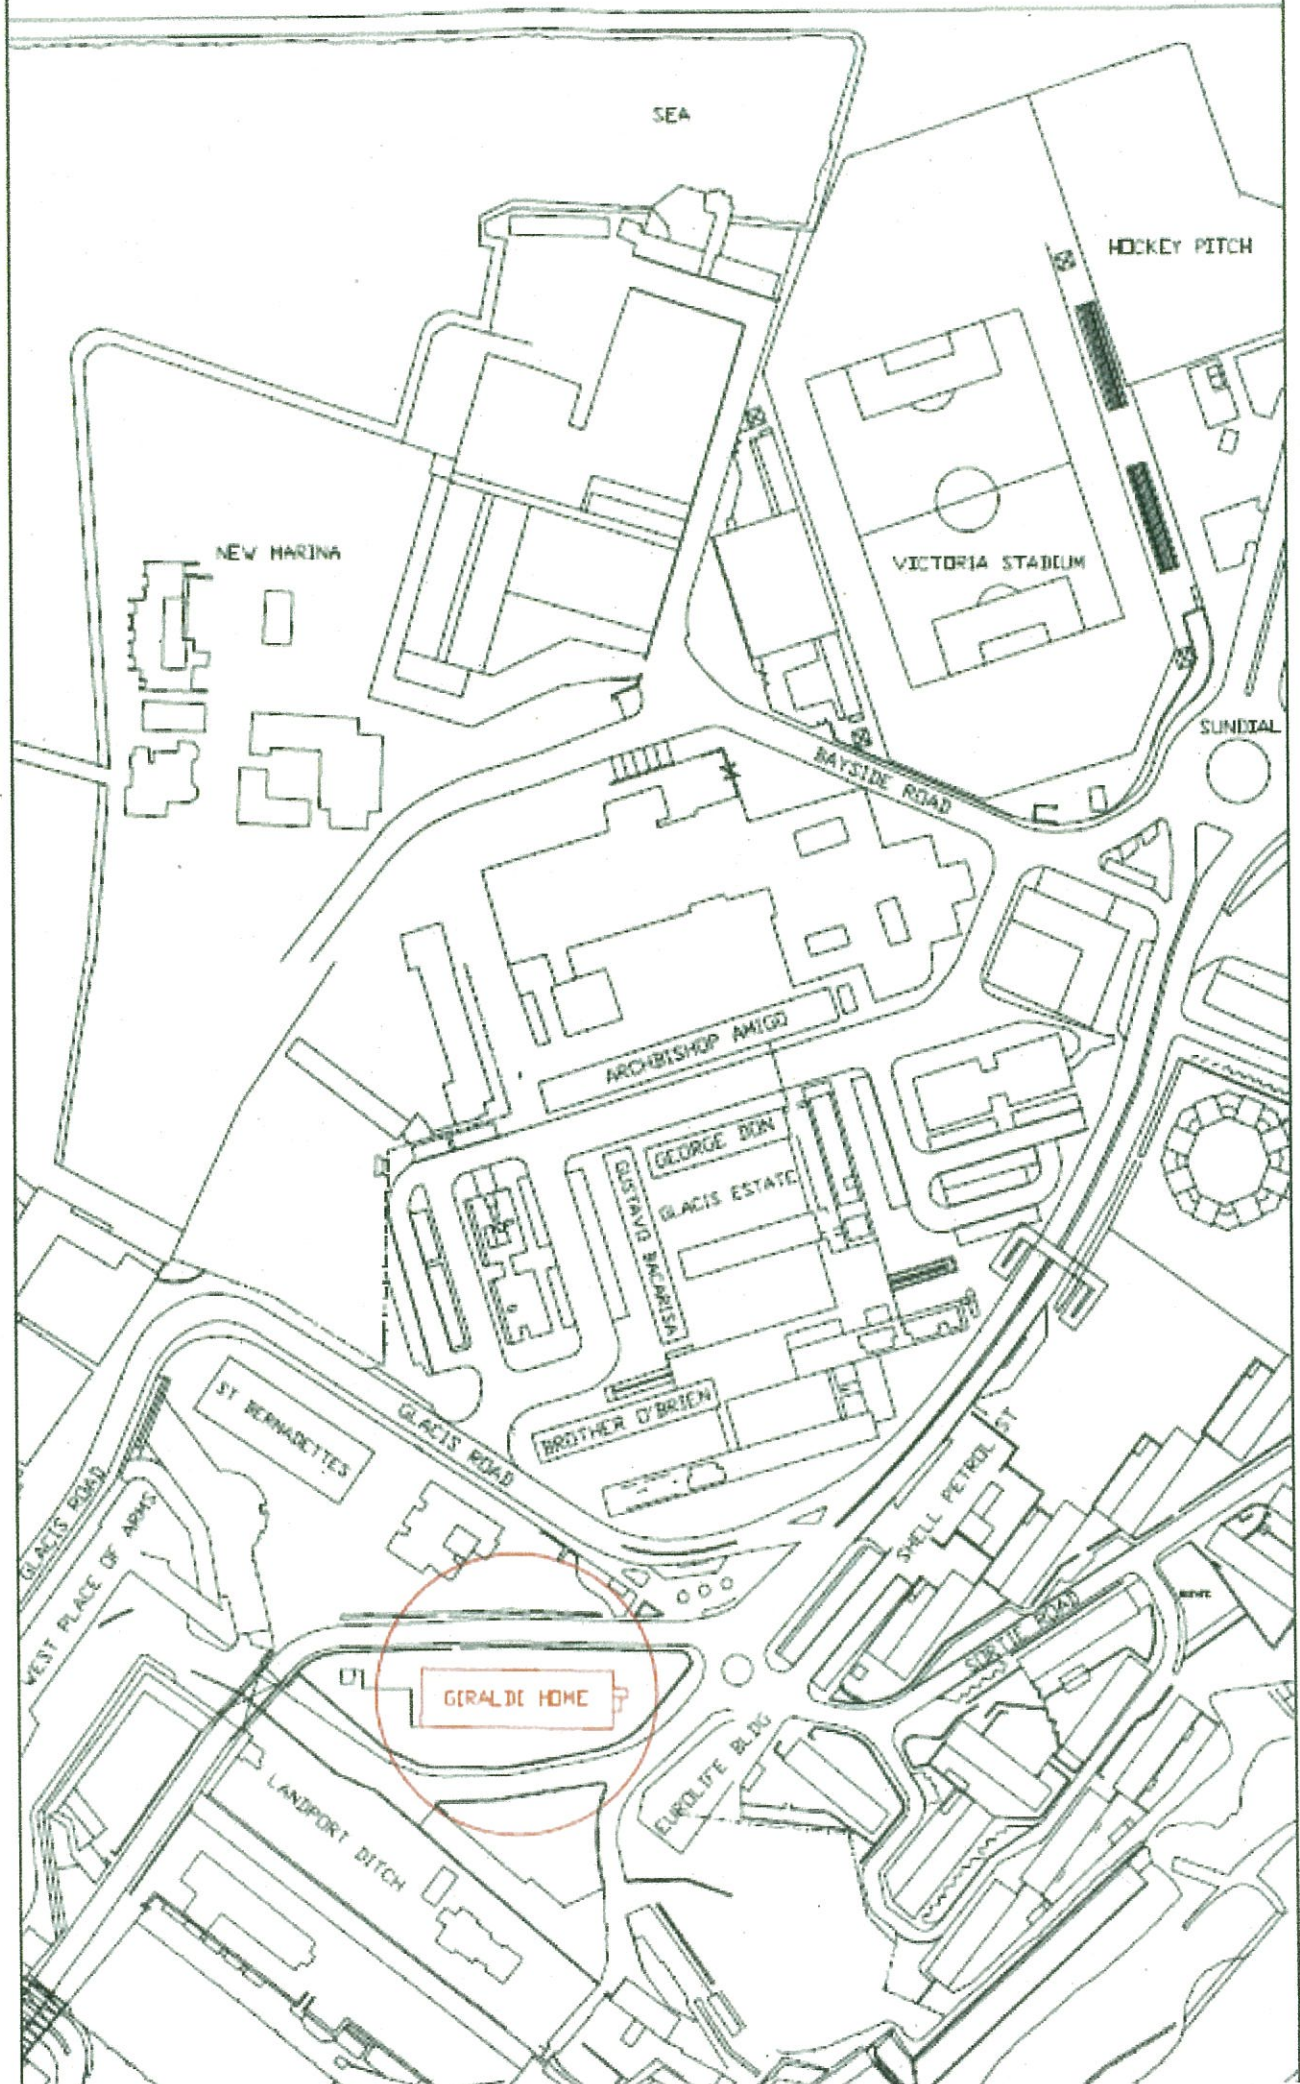 SEA
HOCKEY PITCH
NEW MARINA
VICTORIA STADIUM
SUNDIAL
BAYSIDE ROAD
ARCHBISHOP AMIGO
GEORGE DON
GUSTAVO BACARISA
GLACIS ESTATE
BROTHER O'BRIEN
ST BERNADETTES
GLACIS ROAD
GLACIS ROAD
WEST PLACE OF ARMS
SHELL PETROL ST
SORTIE ROAD
GIRALDI HOME
EUROLIFE BLDG
LANDPORT DITCH